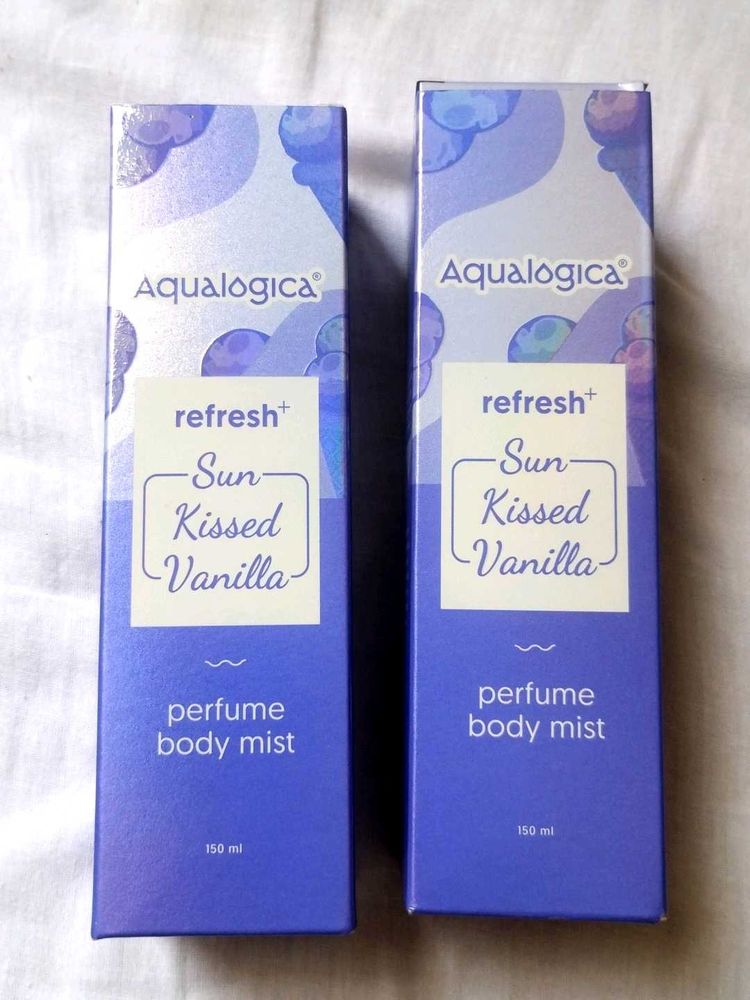 Aqualogica®
refresh+
Sun
Kissed
Vanilla
perfume
body mist
150 ml
Aqualogica®
refresh+
Sun
Kissed
Vanilla
perfume
body mist
150 ml